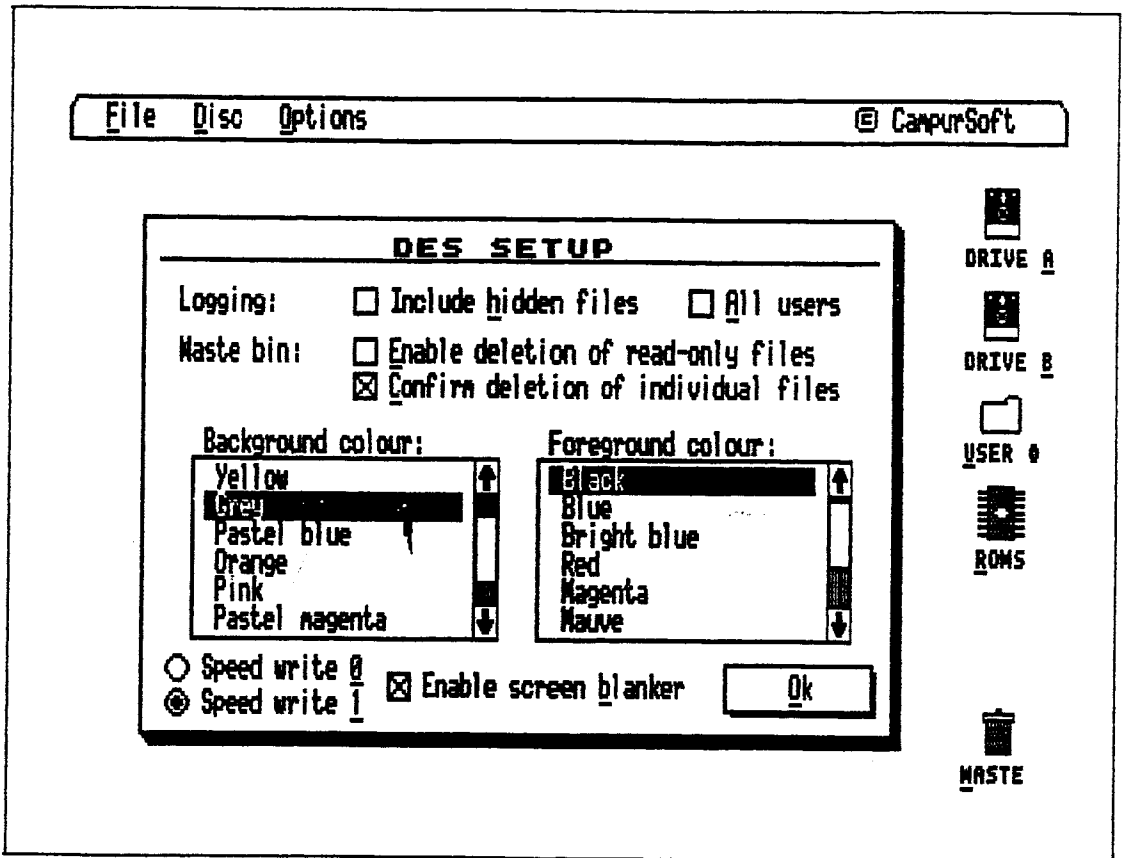 File Disc Options © CampurSoft
DES SETUP
Logging: Include hidden files All users
Waste bin: Enable deletion of read-only files
Confirm deletion of individual files
Background colour: Foreground colour:
Yellow Black
Grey Blue
Pastel blue Bright blue
Orange Red
Pink Magenta
Pastel magenta Mauve
Speed write 0
Speed write 1
Enable screen blanker
Ok
DRIVE A
DRIVE B
USER 0
ROMS
WASTE